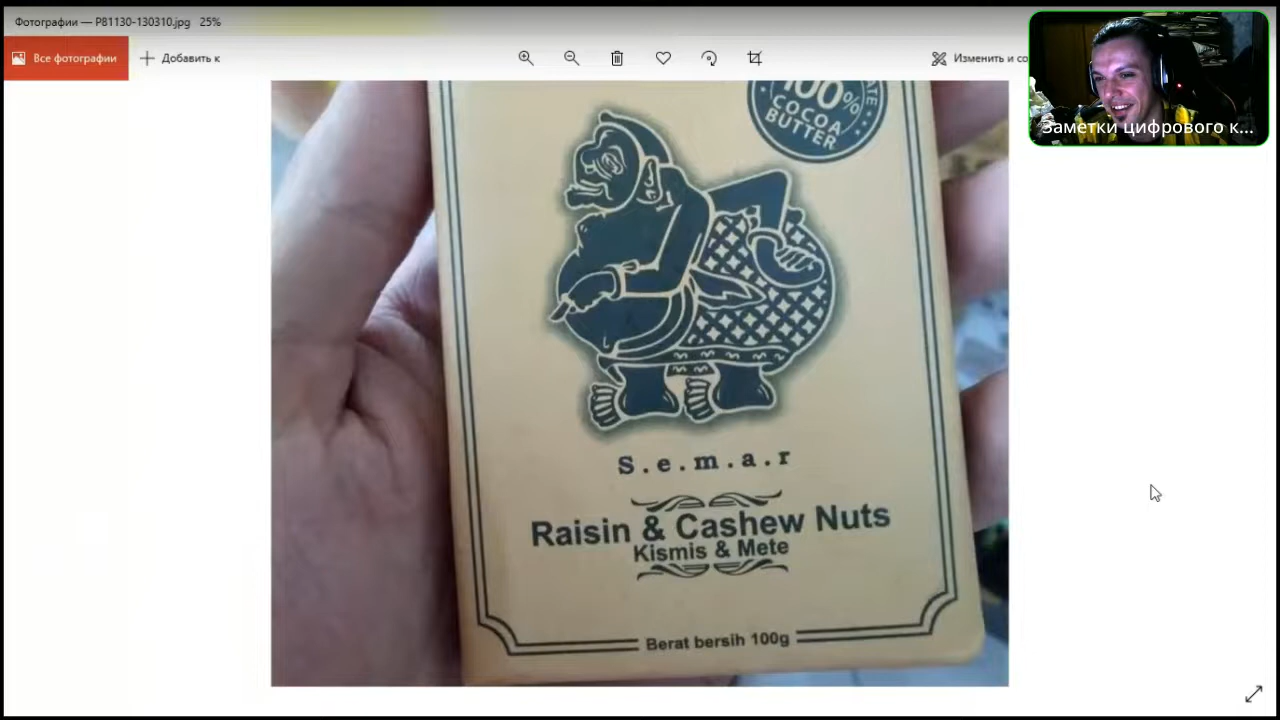 Фотографии — P81130-130310.jpg 25%
Все фотографии
Добавить к
Изменить и со
Заметки цифрового к...
100%
COCOA
BUTTER
S.e.m.a.r
Raisin & Cashew Nuts
Kismis & Mete
Berat bersih 100g